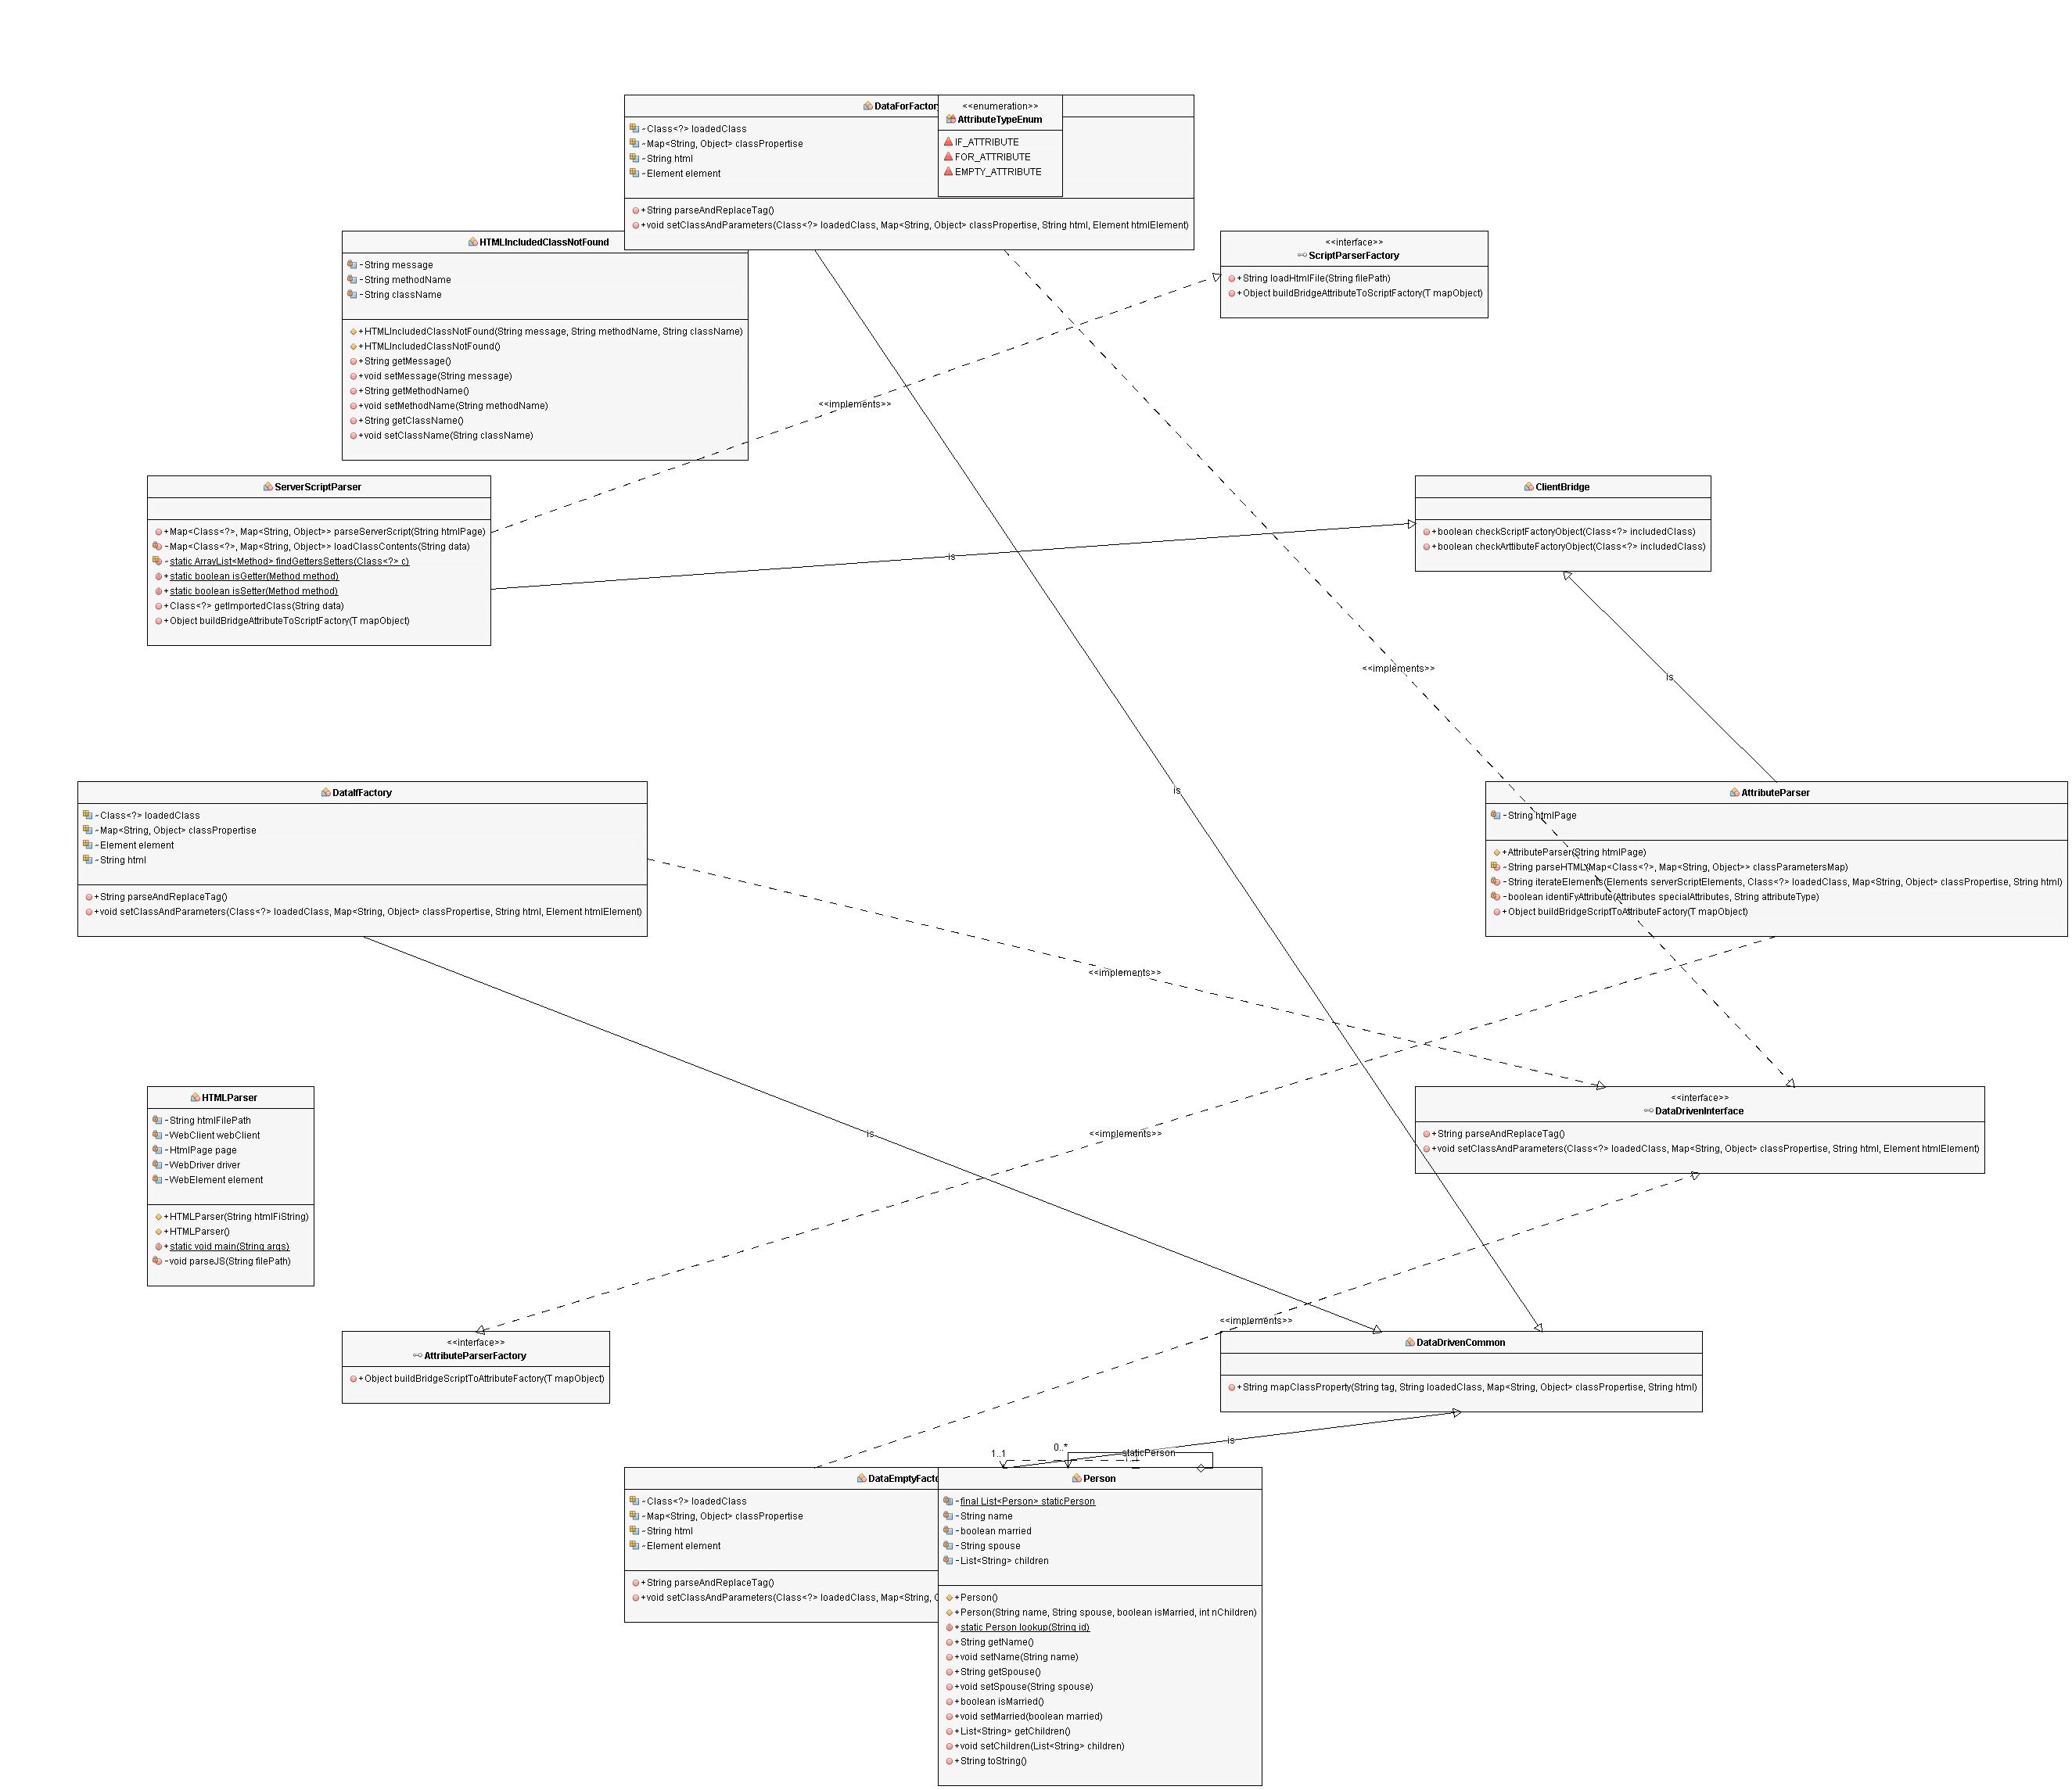 DataForFactory
~Class<?> loadedClass
~Map<String, Object> classPropertise
~String html
~Element element
+String parseAndReplaceTag()
+void setClassAndParameters(Class<?> loadedClass, Map<String, Object> classPropertise, String html, Element htmlElement)
<<enumeration>>
AttributeTypeEnum
IF_ATTRIBUTE
FOR_ATTRIBUTE
EMPTY_ATTRIBUTE
HTMLIncludedClassNotFound
-String message
-String methodName
-String className
+HTMLIncludedClassNotFound(String message, String methodName, String className)
+HTMLIncludedClassNotFound()
+String getMessage()
+void setMessage(String message)
+String getMethodName()
+void setMethodName(String methodName)
+String getClassName()
+void setClassName(String className)
<<interface>>
ScriptParserFactory
+String loadHtmlFile(String filePath)
+Object buildBridgeAttributeToScriptFactory(T mapObject)
<<implements>>
ServerScriptParser
+Map<Class<?>, Map<String, Object>> parseServerScript(String htmlPage)
-Map<Class<?>, Map<String, Object>> loadClassContents(String data)
~static ArrayList<Method> findGettersSetters(Class<?> c)
+static boolean isGetter(Method method)
+static boolean isSetter(Method method)
+Class<?> getImportedClass(String data)
+Object buildBridgeAttributeToScriptFactory(T mapObject)
is
ClientBridge
+boolean checkScriptFactoryObject(Class<?> includedClass)
+boolean checkArttibuteFactoryObject(Class<?> includedClass)
<<implements>>
is
is
DataIfFactory
~Class<?> loadedClass
~Map<String, Object> classPropertise
~Element element
~String html
+String parseAndReplaceTag()
+void setClassAndParameters(Class<?> loadedClass, Map<String, Object> classPropertise, String html, Element htmlElement)
AttributeParser
-String htmlPage
+AttributeParser(String htmlPage)
~String parseHTML(Map<Class<?>, Map<String, Object>> classParametersMap)
-String iterateElements(Elements serverScriptElements, Class<?> loadedClass, Map<String, Object> classPropertise, String html)
-boolean identiFyAttribute(Attributes specialAttributes, String attributeType)
+Object buildBridgeScriptToAttributeFactory(T mapObject)
<<implements>>
HTMLParser
-String htmlFilePath
-WebClient webClient
-HtmlPage page
-WebDriver driver
-WebElement element
+HTMLParser(String htmlFiString)
+HTMLParser()
+static void main(String args)
-void parseJS(String filePath)
is
<<implements>>
<<interface>>
DataDrivenInterface
+String parseAndReplaceTag()
+void setClassAndParameters(Class<?> loadedClass, Map<String, Object> classPropertise, String html, Element htmlElement)
<<interface>>
AttributeParserFactory
+Object buildBridgeScriptToAttributeFactory(T mapObject)
<<implements>>
DataDrivenCommon
+String mapClassProperty(String tag, String loadedClass, Map<String, Object> classPropertise, String html)
is
1..1
0..*
staticPerson
DataEmptyFacto
~Class<?> loadedClass
~Map<String, Object> classPropertise
~String html
~Element element
+String parseAndReplaceTag()
+void setClassAndParameters(Class<?> loadedClass, Map<String,
Person
-final List<Person> staticPerson
-String name
-boolean married
-String spouse
-List<String> children
+Person()
+Person(String name, String spouse, boolean isMarried, int nChildren)
+static Person lookup(String id)
+String getName()
+void setName(String name)
+String getSpouse()
+void setSpouse(String spouse)
+boolean isMarried()
+void setMarried(boolean married)
+List<String> getChildren()
+void setChildren(List<String> children)
+String toString()